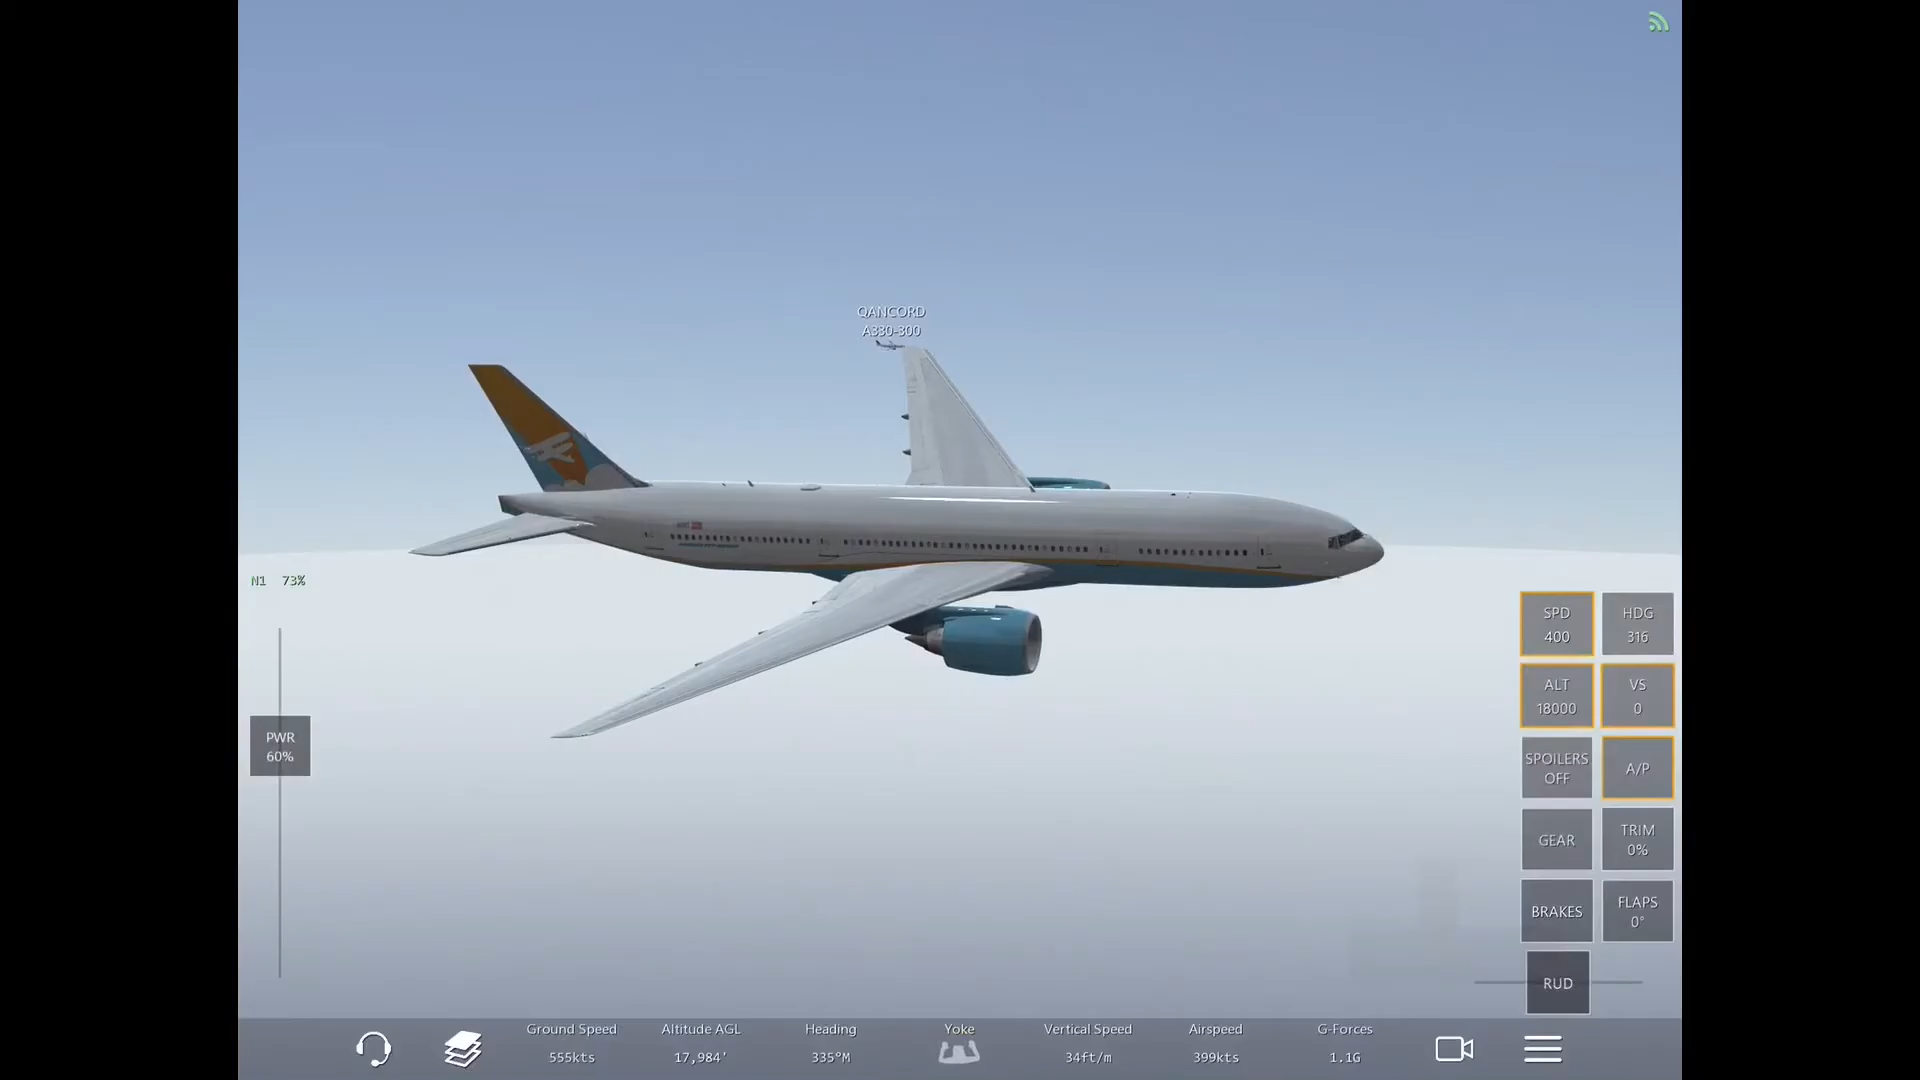 QANCORD
A330-300
N1 73%
PWR
60%
SPD
400
HDG
316
ALT
18000
VS
0
SPOILERS
OFF
A/P
GEAR
TRIM
0%
BRAKES
FLAPS
0°
RUD
Ground Speed
555kts
Altitude AGL
17,984'
Heading
335°M
Yoke
Vertical Speed
34ft/m
Airspeed
399kts
G-Forces
1.1G